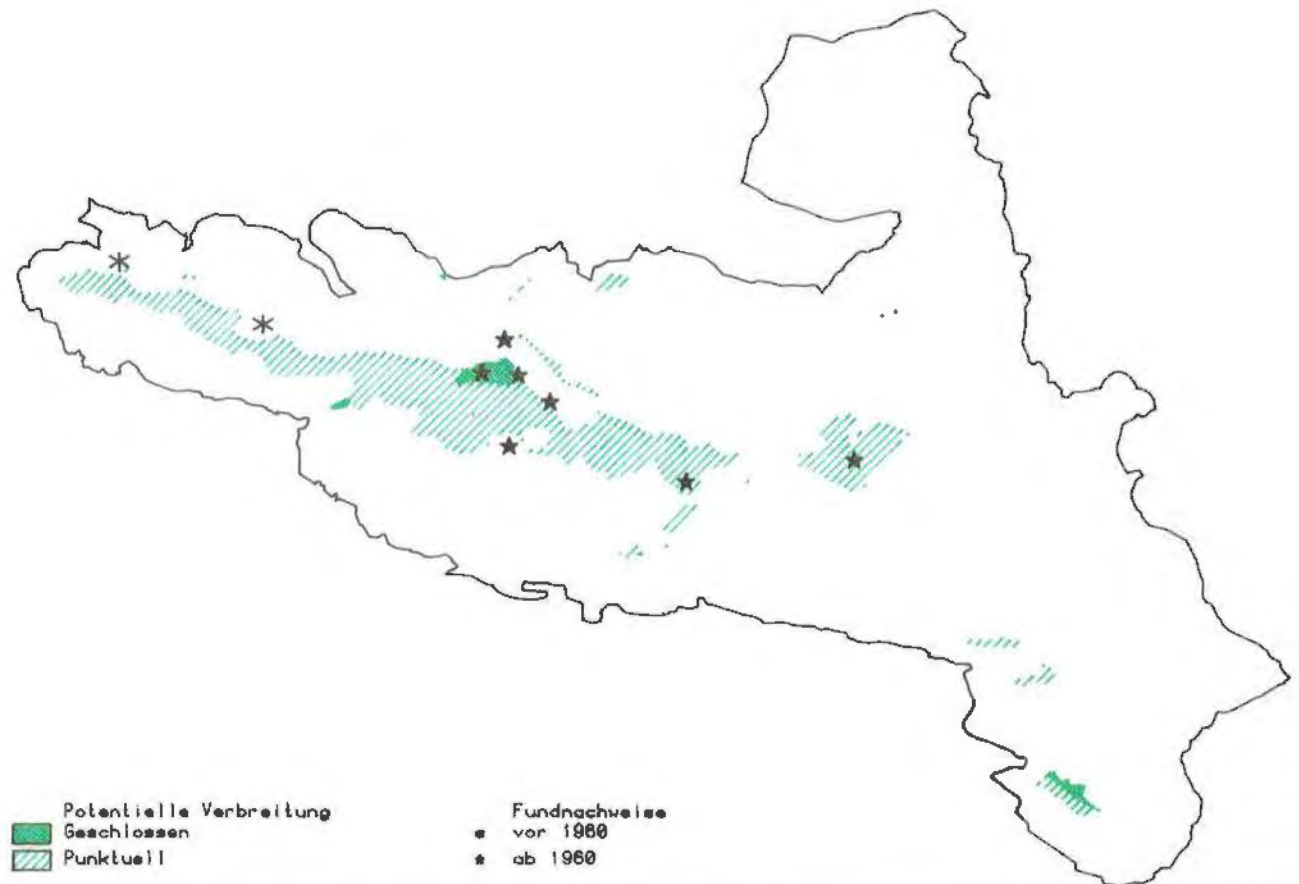 Potentielle Verbreitung
Geschlossen
Punktuell
Fundnachweise
vor 1960
ab 1960